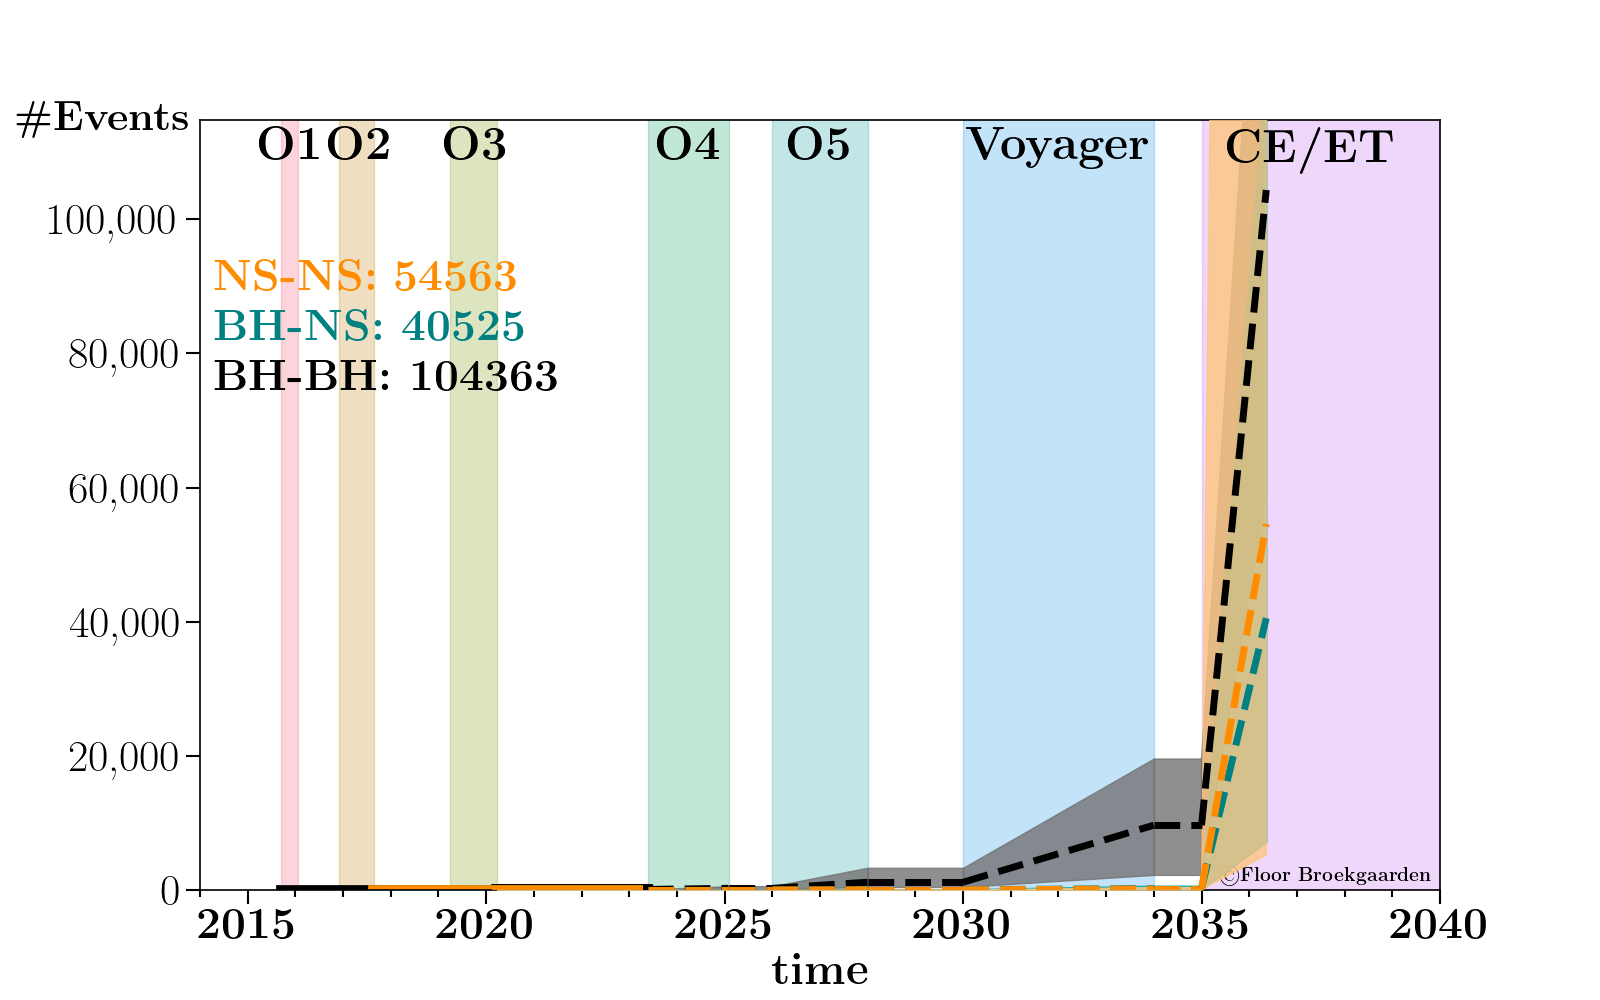 #Events
O1 O2 O3 O4 O5 Voyager CE/ET
100,000
NS-NS: 54563
BH-NS: 40525
80,000
BH-BH: 104363
60,000
40,000
20,000
©Floor Broekgaarden
0
2015 2020 2025 2030 2035 2040
time